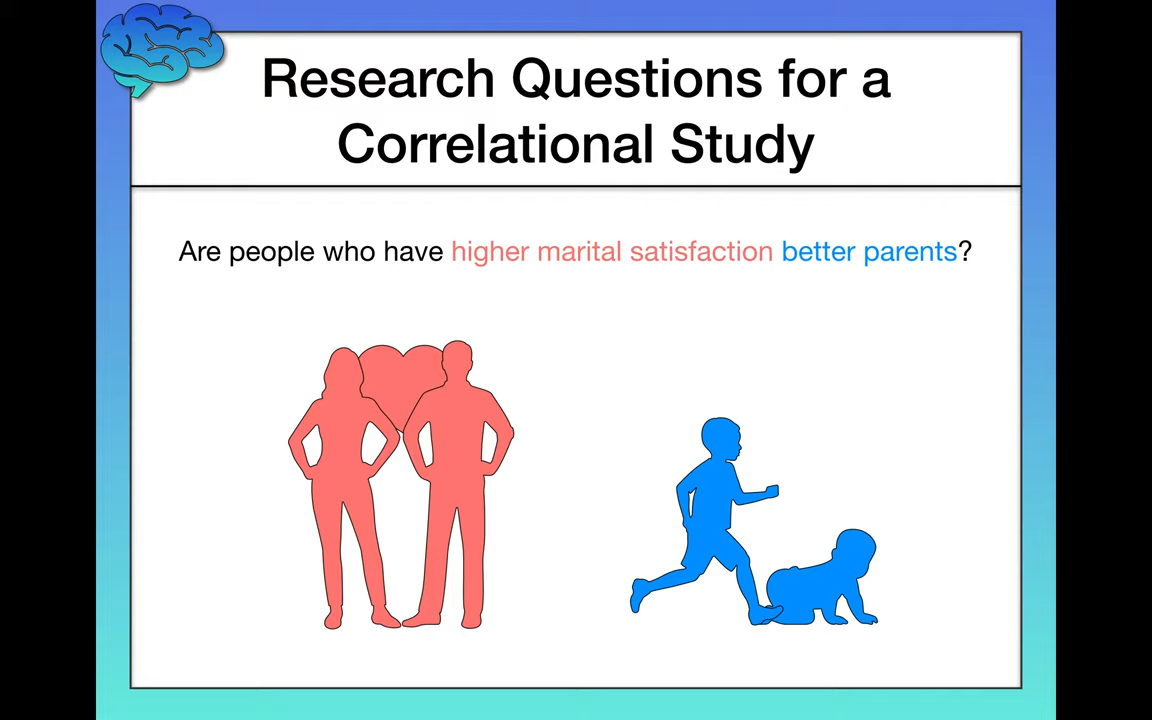 Research Questions for a
Correlational Study
Are people who have higher marital satisfaction better parents?